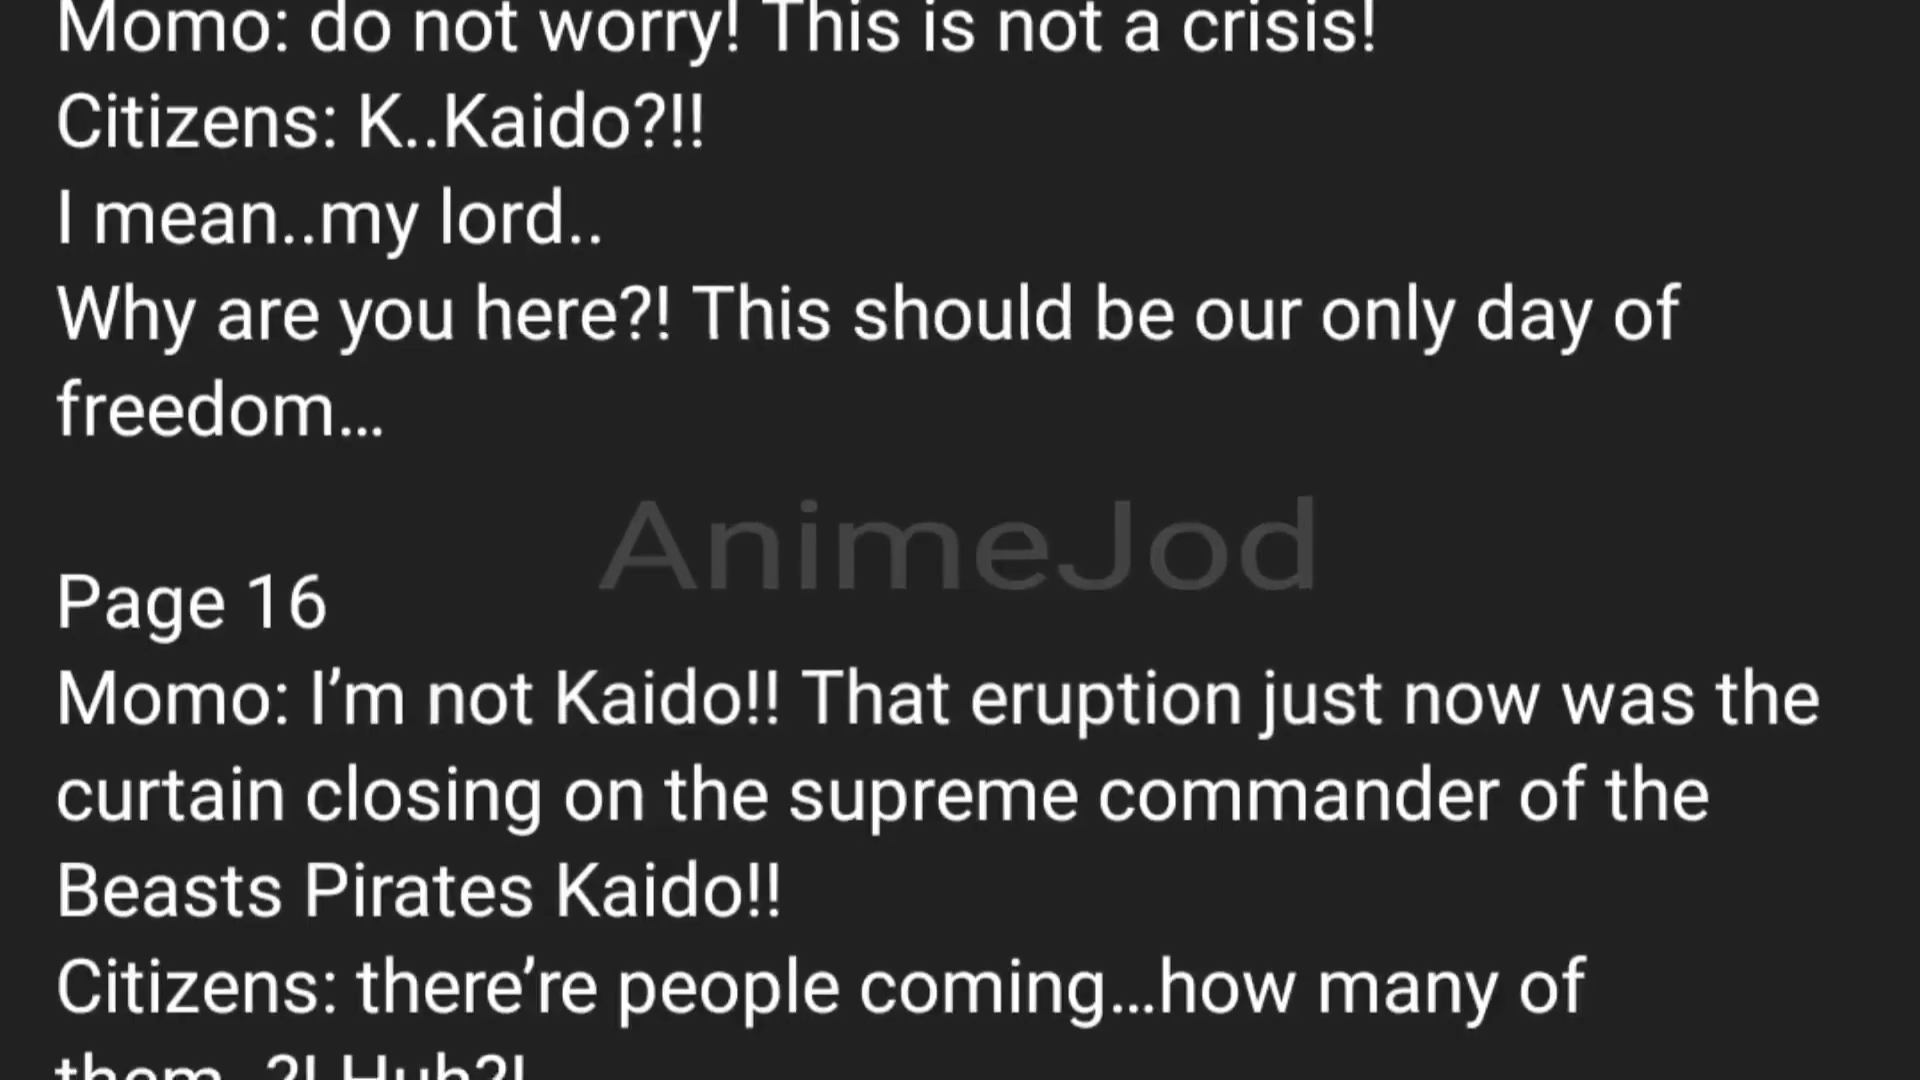 Momo: do not worry! This is not a crisis!
Citizens: K..Kaido?!!
I mean..my lord..
Why are you here?! This should be our only day of
freedom…
AnimeJod
Page 16
Momo: I’m not Kaido!! That eruption just now was the
curtain closing on the supreme commander of the
Beasts Pirates Kaido!!
Citizens: there’re people coming…how many of
them..?! Huh?!